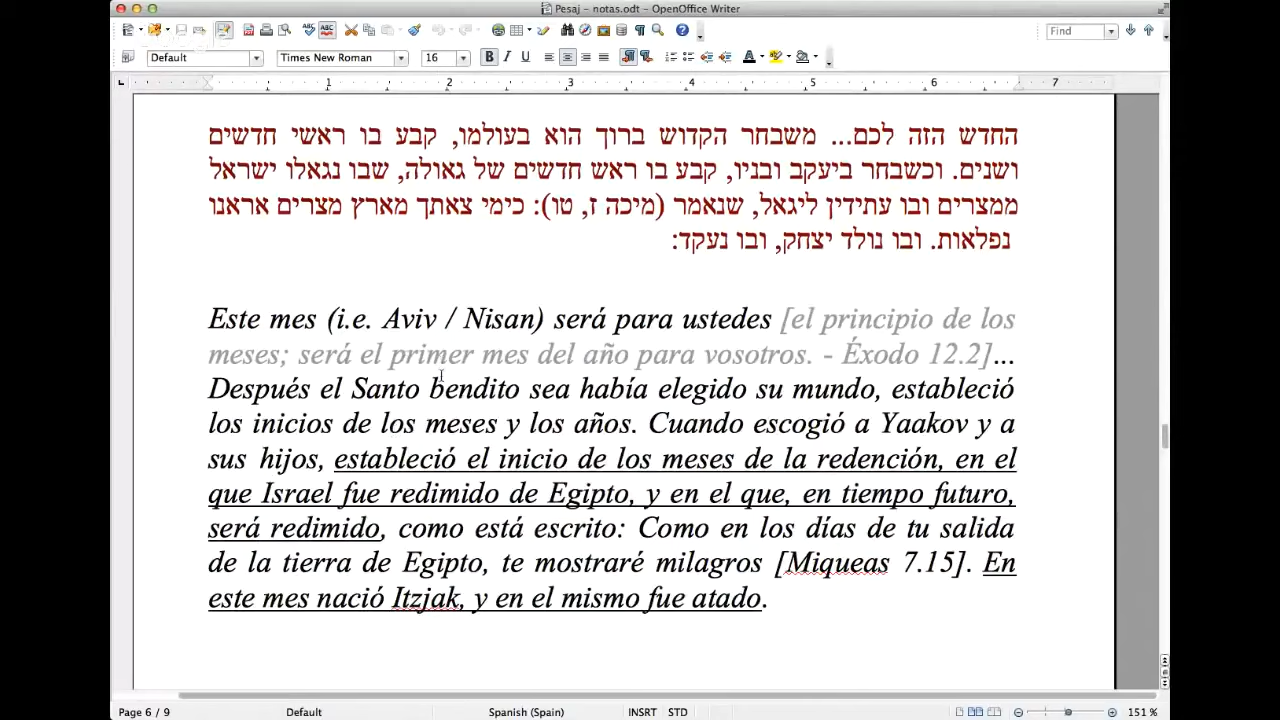 Pesaj - notas.odt - OpenOffice Writer
Find
Default
Times New Roman
16
B I U
1 2 3 4 5 6 7
החדש הזה לכם... משבחר הקדוש ברוך הוא בעולמו, קבע בו ראשי חדשים
ושנים. וכשבחר ביעקב ובניו, קבע בו ראש חדשים של גאולה, שבו נגאלו ישראל
ממצרים ובו עתידין ליגאל, שנאמר (מיכה ז, טו): כימי צאתך מארץ מצרים אראנו
נפלאות. ובו נולד יצחק, ובו נעקד:
Este mes (i.e. Aviv / Nisan) será para ustedes [el principio de los
meses; será el primer mes del año para vosotros. - Éxodo 12.2]...
Después el Santo bendito sea había elegido su mundo, estableció
los inicios de los meses y los años. Cuando escogió a Yaakov y a
sus hijos, estableció el inicio de los meses de la redención, en el
que Israel fue redimido de Egipto, y en el que, en tiempo futuro,
será redimido, como está escrito: Como en los días de tu salida
de la tierra de Egipto, te mostraré milagros [Miqueas 7.15]. En
este mes nació Itzjak, y en el mismo fue atado.
Page 6 / 9
Default
Spanish (Spain)
INSRT
STD
151 %